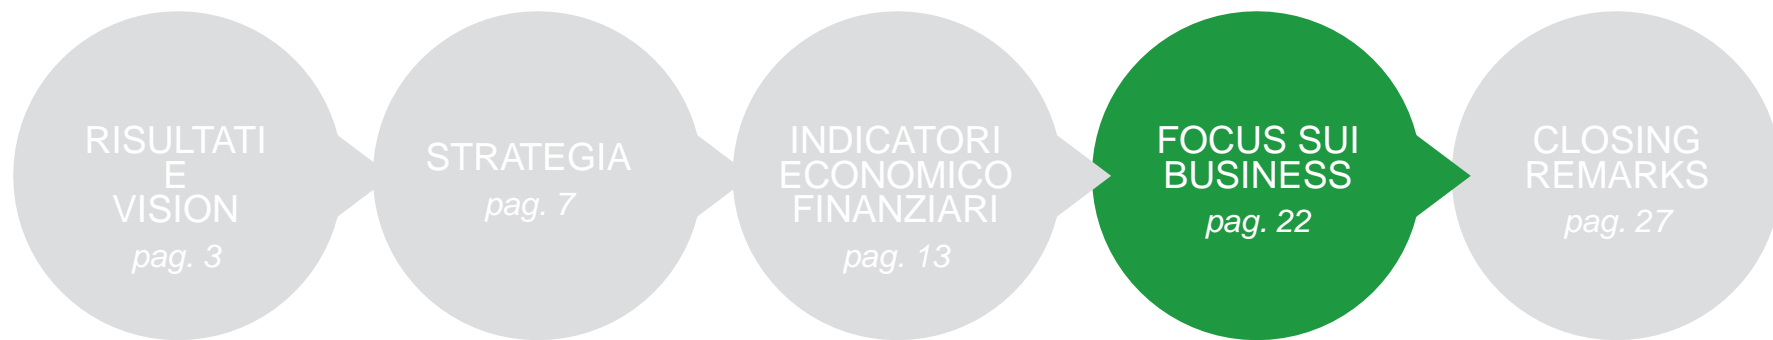 RISULTATI
E
VISION
pag. 3
STRATEGIA
pag. 7
INDICATORI
ECONOMICO
FINANZIARI
pag. 13
FOCUS SUI
BUSINESS
pag. 22
CLOSING
REMARKS
pag. 27